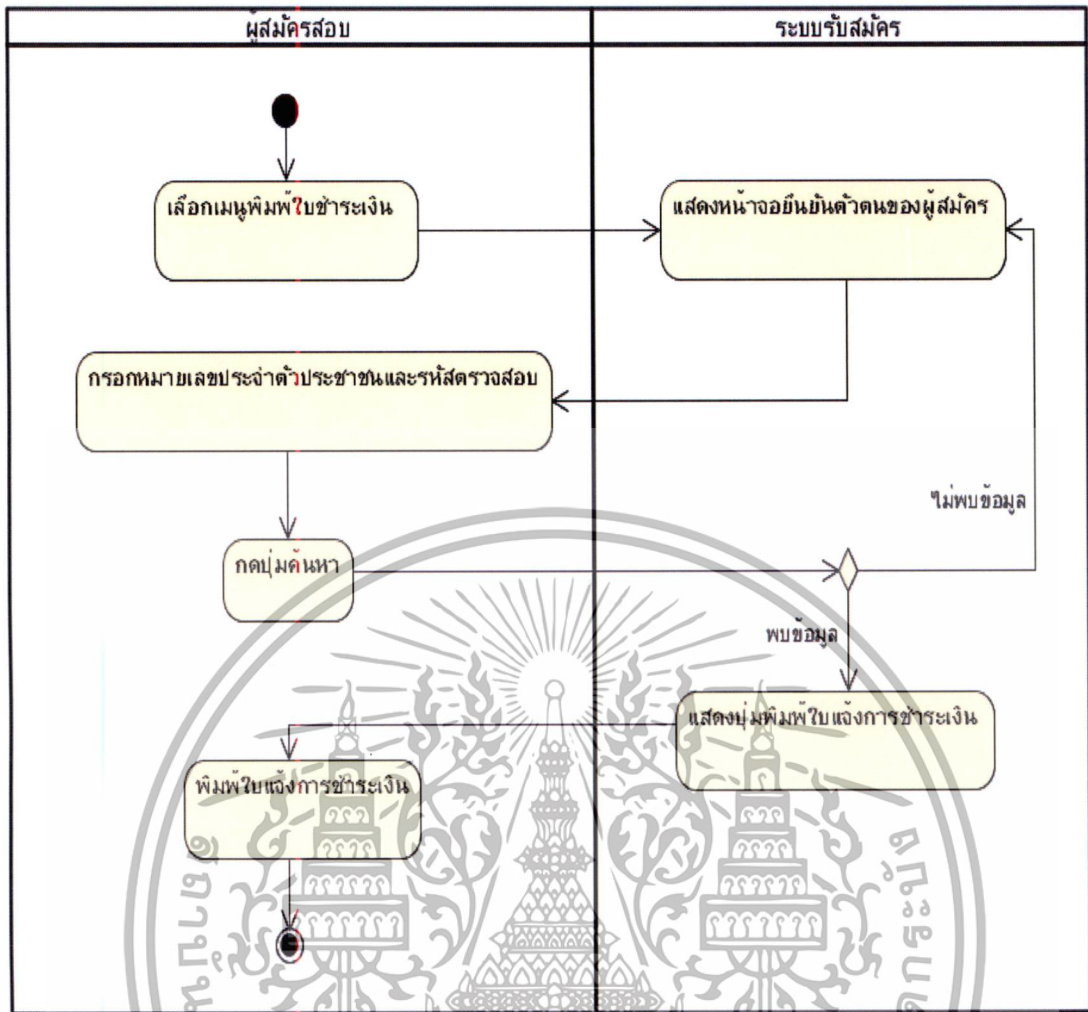 ผู้สมัครสอบ
ระบบรับสมัคร
เลือกเมนูพิมพ์ใบชำระเงิน
แสดงหน้าจอยืนยันตัวตนของผู้สมัคร
กรอกหมายเลขประจำตัวประชาชนและรหัสตรวจสอบ
ไม่พบข้อมูล
กดปุ่มค้นหา
พบข้อมูล
แสดงปุ่มพิมพ์ใบแจ้งการชำระเงิน
พิมพ์ใบแจ้งการชำระเงิน